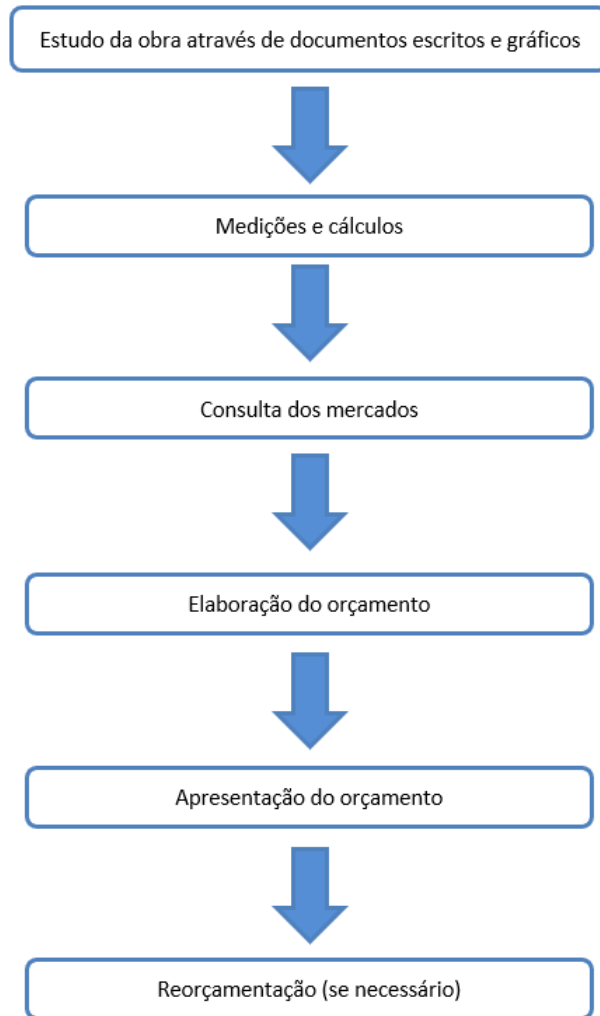 Estudo da obra através de documentos escritos e gráficos
Medições e cálculos
Consulta dos mercados
Elaboração do orçamento
Apresentação do orçamento
Reorçamentação (se necessário)